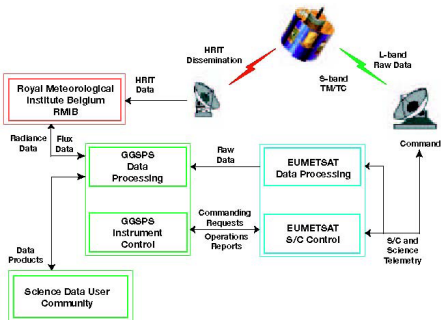 HRIT
Dissemination
L-band
Raw Data
S-band
TM/TC
HRIT
Data
Royal Meteorological
Institute Belgium
RMIB
Command
Radiance
Data
Flux
Data
GGSPS
Data
Processing
Raw
Data
EUMETSAT
Data Processing
GGSPS
Instrument
Control
Commanding
Requests
Operations
Reports
EUMETSAT
S/C Control
S/C and
Science
Telemetry
Data
Products
Science Data User
Community